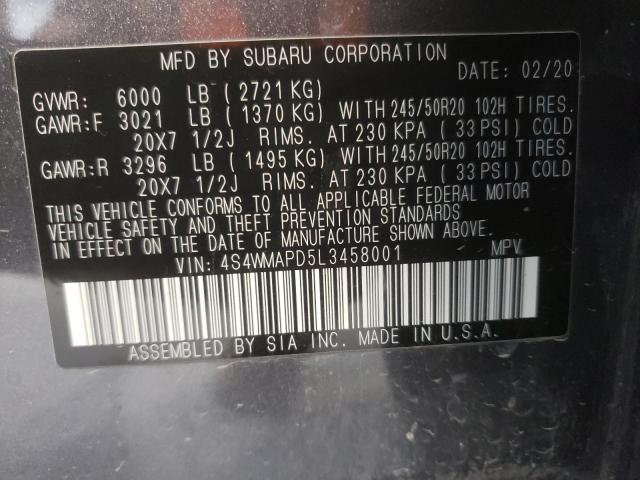 MFD BY SUBARU CORPORATION
DATE: 02/20
GVWR: 6000 LB (2721 KG)
GAWR:F 3021 LB (1370 KG) WITH 245/50R20 102H TIRES.
20X7 1/2J RIMS. AT 230 KPA (33 PSI) COLD
GAWR:R 3296 LB (1495 KG) WITH 245/50R20 102H TIRES.
20X7 1/2J RIMS. AT 230 KPA (33 PSI) COLD
THIS VEHICLE CONFORMS TO ALL APPLICABLE FEDERAL MOTOR
VEHICLE SAFETY AND THEFT PREVENTION STANDARDS
IN EFFECT ON THE DATE OF MANUFACTURE SHOWN ABOVE.
VIN: 4S4WMAPD5L3458001 MPV
ASSEMBLED BY SIA INC. MADE IN U.S.A.